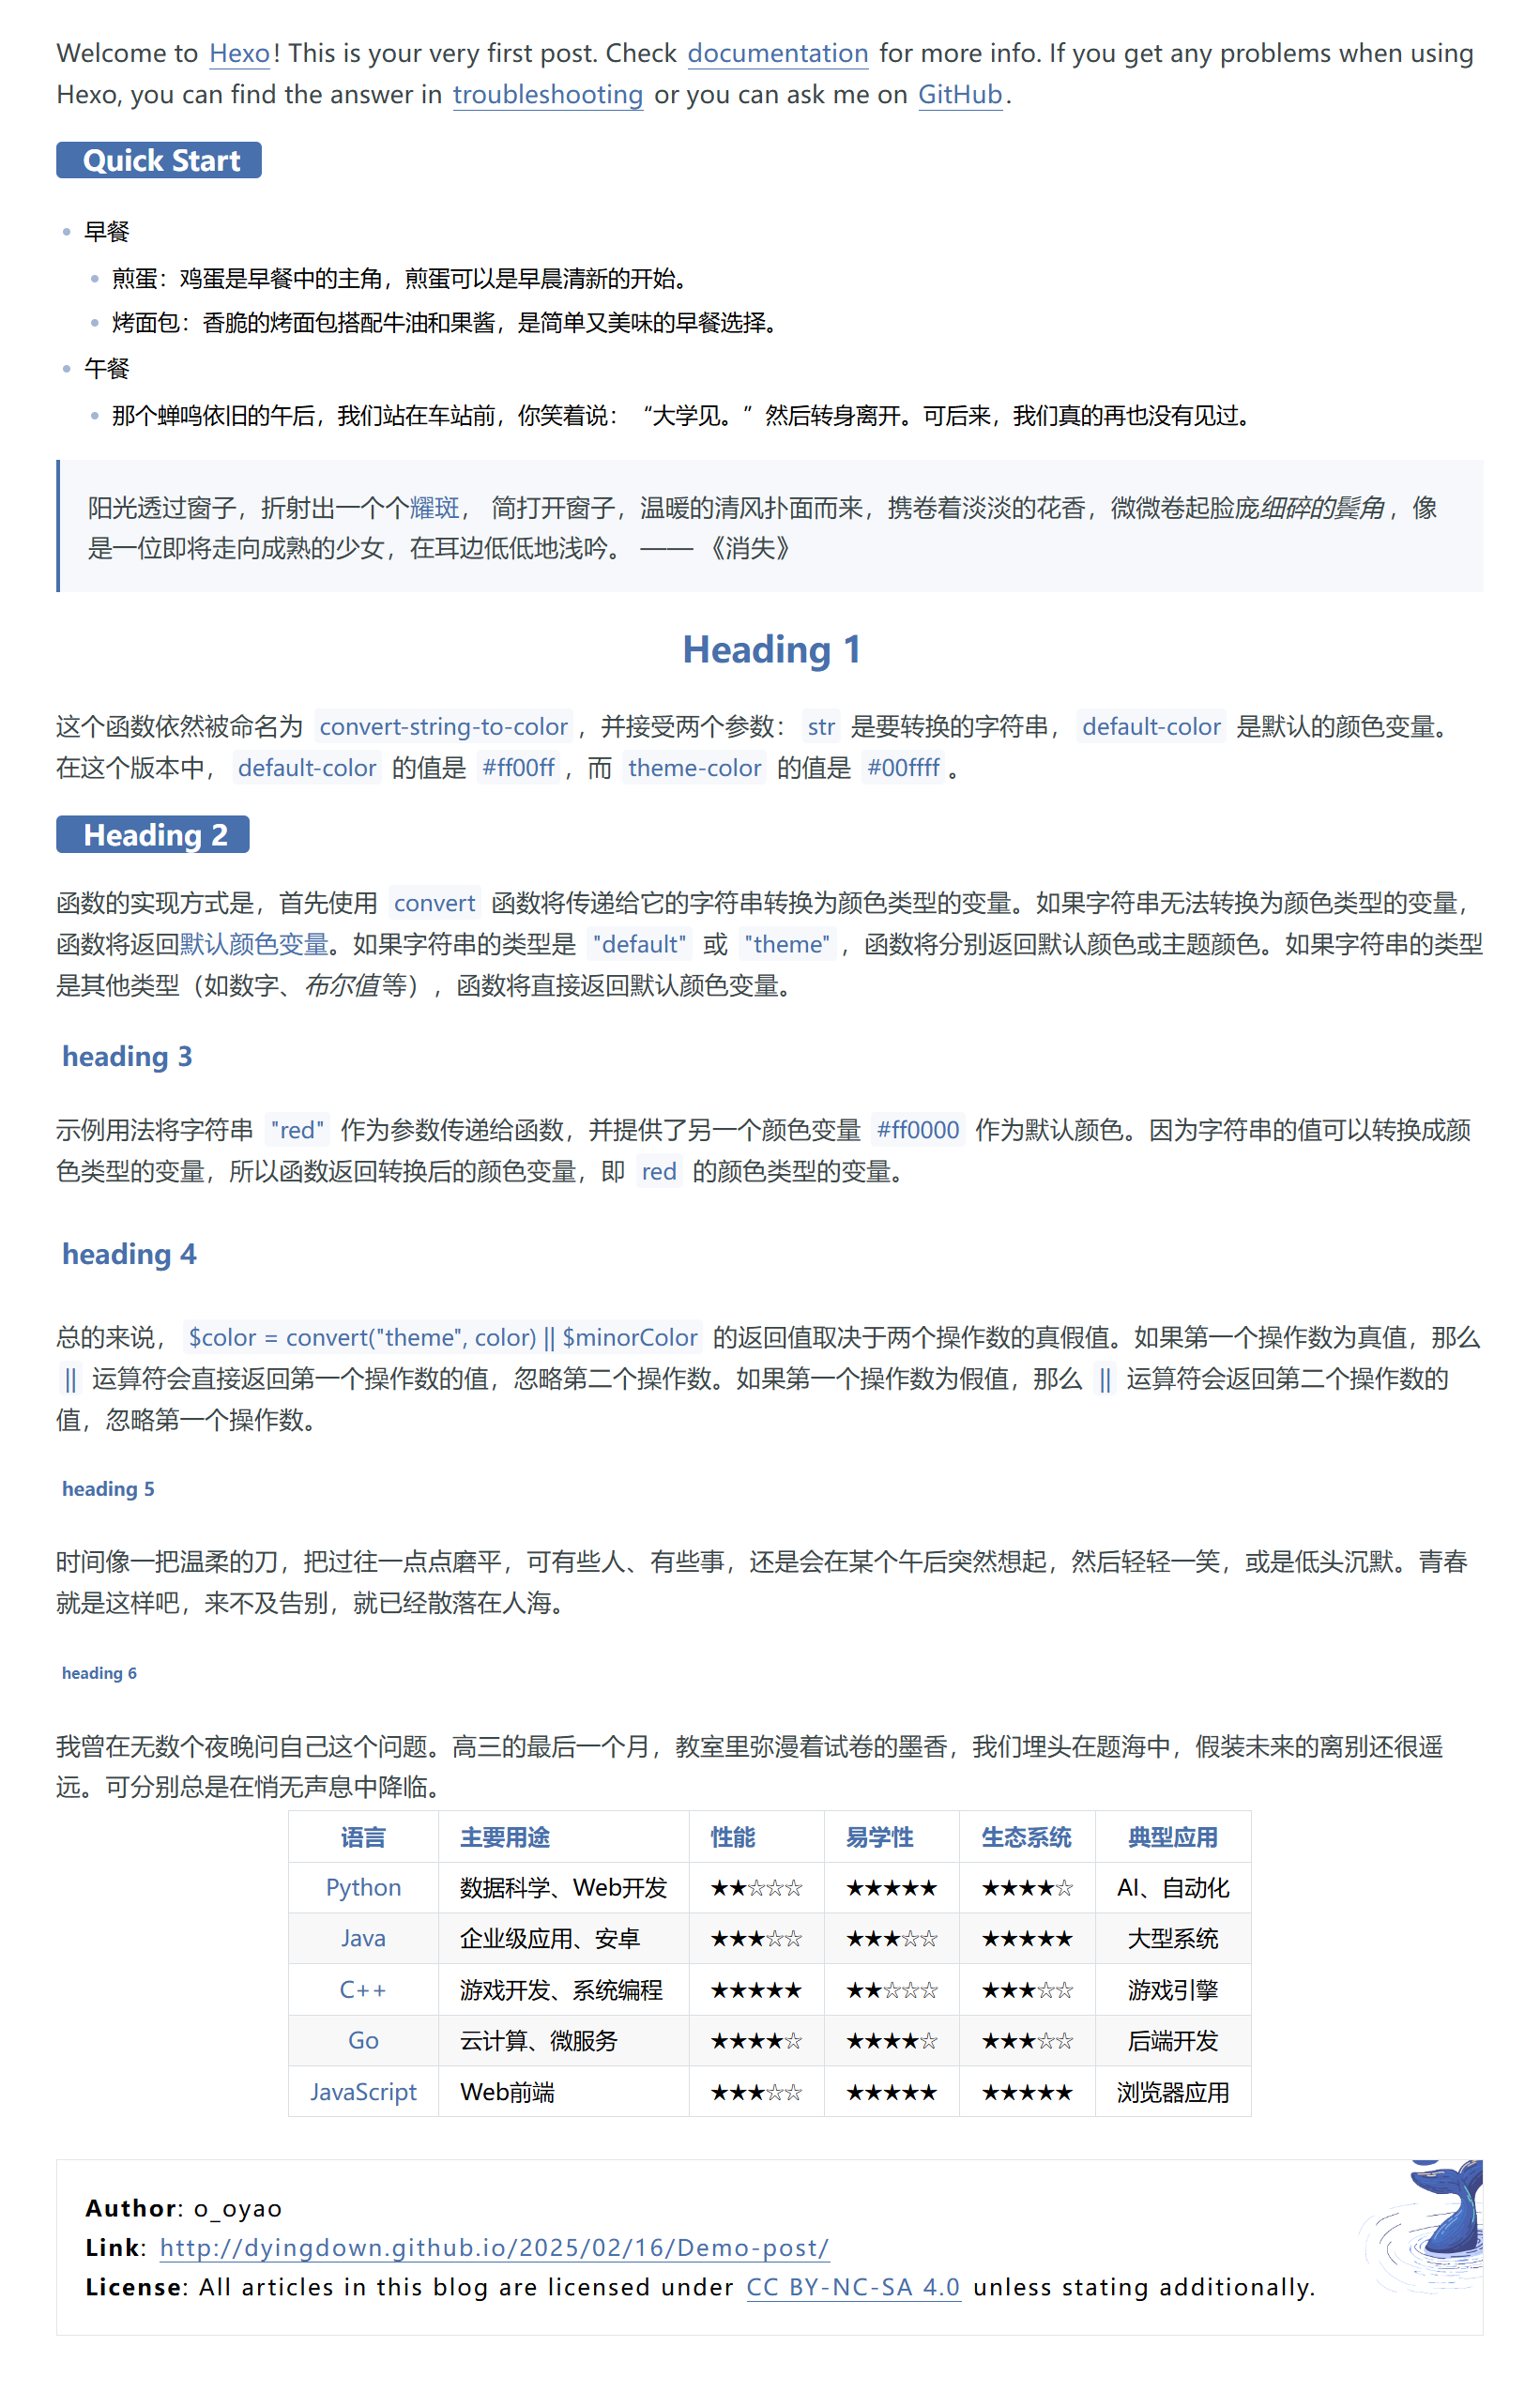 Welcome to Hexo! This is your very first post. Check documentation for more info. If you get any problems when using
Hexo, you can find the answer in troubleshooting or you can ask me on GitHub.
Quick Start
早餐
煎蛋：鸡蛋是早餐中的主角，煎蛋可以是早晨清新的开始。
烤面包：香脆的烤面包搭配牛油和果酱，是简单又美味的早餐选择。
午餐
那个蝉鸣依旧的午后，我们站在车站前，你笑着说：“大学见。”然后转身离开。可后来，我们真的再也没有见过。
阳光透过窗子，折射出一个个耀斑， 简打开窗子，温暖的清风扑面而来，携卷着淡淡的花香，微微卷起脸庞细碎的鬓角，像
是一位即将走向成熟的少女，在耳边低低地浅吟。 —— 《消失》
Heading 1
这个函数依然被命名为 convert-string-to-color，并接受两个参数： str 是要转换的字符串， default-color 是默认的颜色变量。
在这个版本中， default-color 的值是 #ff00ff，而 theme-color 的值是 #00ffff。
Heading 2
函数的实现方式是，首先使用 convert 函数将传递给它的字符串转换为颜色类型的变量。如果字符串无法转换为颜色类型的变量，
函数将返回默认颜色变量。如果字符串的类型是 "default" 或 "theme"，函数将分别返回默认颜色或主题颜色。如果字符串的类型
是其他类型（如数字、布尔值等），函数将直接返回默认颜色变量。
heading 3
示例用法将字符串 "red" 作为参数传递给函数，并提供了另一个颜色变量 #ff0000 作为默认颜色。因为字符串的值可以转换成颜
色类型的变量，所以函数返回转换后的颜色变量，即 red 的颜色类型的变量。
heading 4
总的来说， $color = convert("theme", color) || $minorColor 的返回值取决于两个操作数的真假值。如果第一个操作数为真值，那么
|| 运算符会直接返回第一个操作数的值，忽略第二个操作数。如果第一个操作数为假值，那么 || 运算符会返回第二个操作数的
值，忽略第一个操作数。
heading 5
时间像一把温柔的刀，把过往一点点磨平，可有些人、有些事，还是会在某个午后突然想起，然后轻轻一笑，或是低头沉默。青春
就是这样吧，来不及告别，就已经散落在人海。
heading 6
我曾在无数个夜晚问自己这个问题。高三的最后一个月，教室里弥漫着试卷的墨香，我们埋头在题海中，假装未来的离别还很遥
远。可分别总是在悄无声息中降临。
语言 主要用途 性能 易学性 生态系统 典型应用
Python 数据科学、Web开发 ★★☆☆☆ ★★★★★ ★★★★☆ AI、自动化
Java 企业级应用、安卓 ★★★☆☆ ★★★☆☆ ★★★★★ 大型系统
C++ 游戏开发、系统编程 ★★★★★ ★★☆☆☆ ★★★☆☆ 游戏引擎
Go 云计算、微服务 ★★★★☆ ★★★★☆ ★★★☆☆ 后端开发
JavaScript Web前端 ★★★☆☆ ★★★★★ ★★★★★ 浏览器应用
Author: o_oyao
Link: http://dyingdown.github.io/2025/02/16/Demo-post/
License: All articles in this blog are licensed under CC BY-NC-SA 4.0 unless stating additionally.